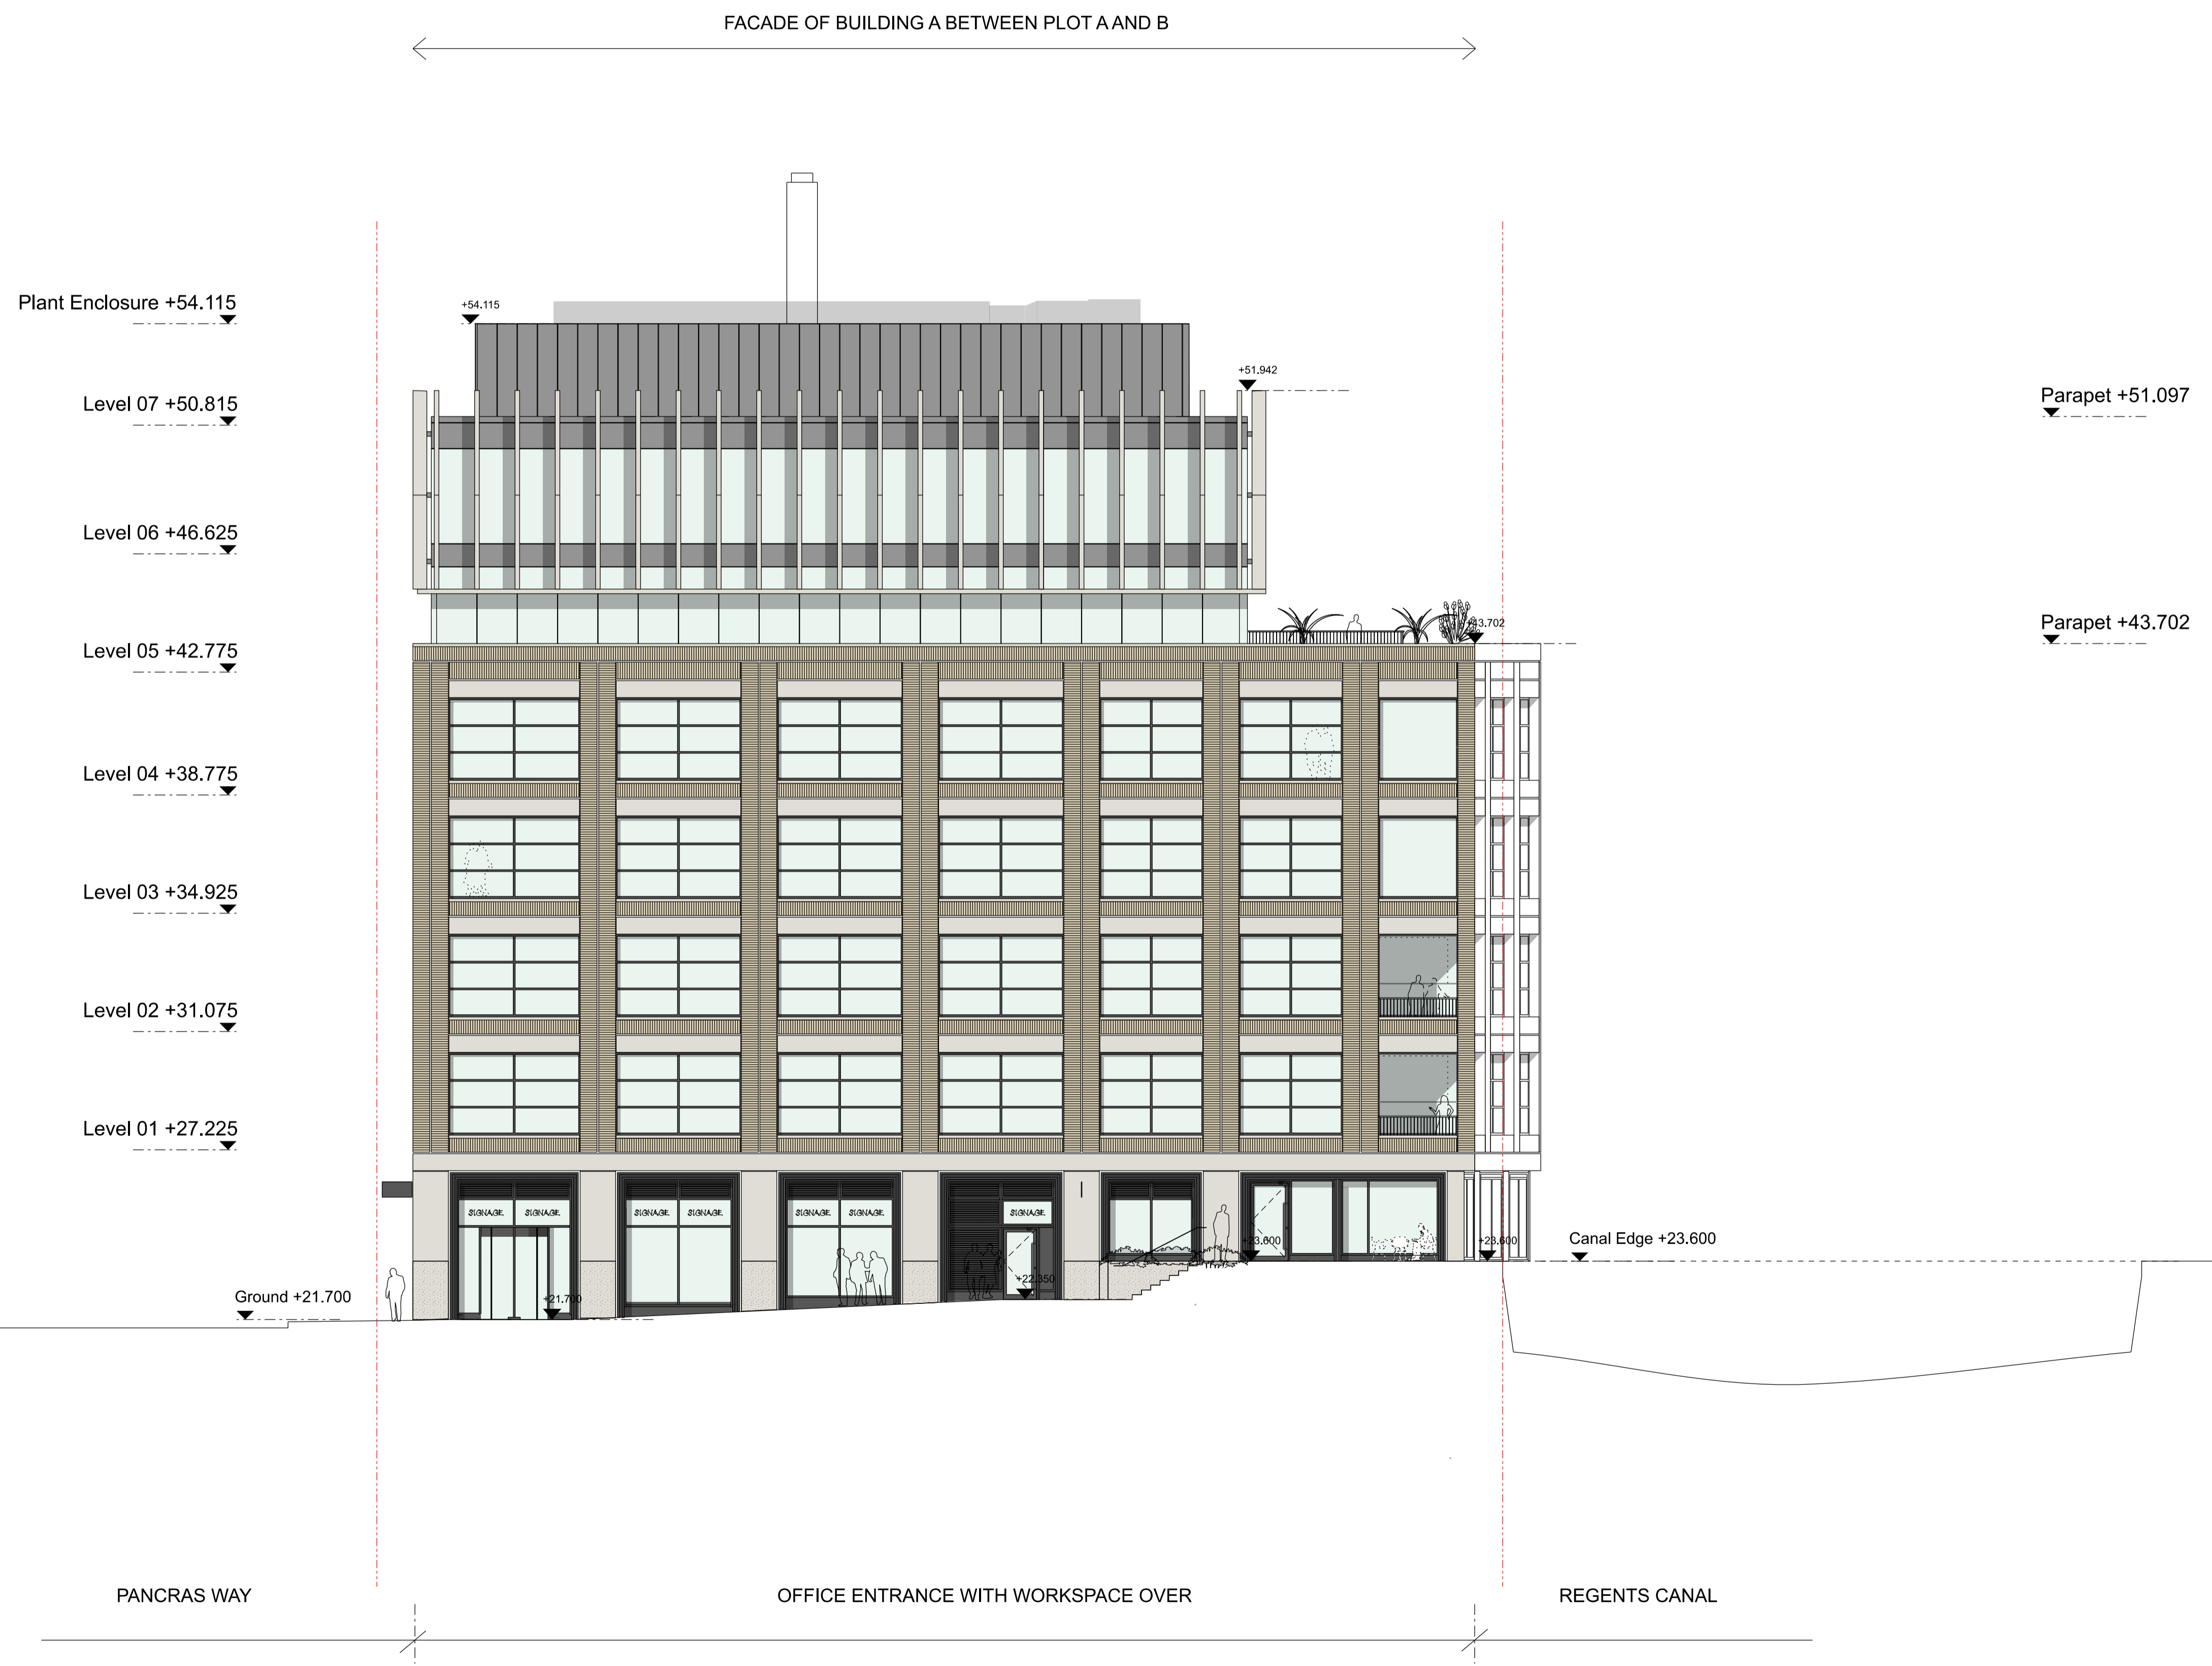 FACADE OF BUILDING A BETWEEN PLOT A AND B
Plant Enclosure +54.115
+54.115
+51.942
Level 07 +50.815
Parapet +51.097
Level 06 +46.625
+43.702
Parapet +43.702
Level 05 +42.775
Level 04 +38.775
Level 03 +34.925
Level 02 +31.075
Level 01 +27.225
SIGNAGE SIGNAGE SIGNAGE SIGNAGE SIGNAGE SIGNAGE SIGNAGE
+23.600
+23.600
Canal Edge +23.600
+22.350
Ground +21.700
+21.700
PANCRAS WAY
OFFICE ENTRANCE WITH WORKSPACE OVER
REGENTS CANAL